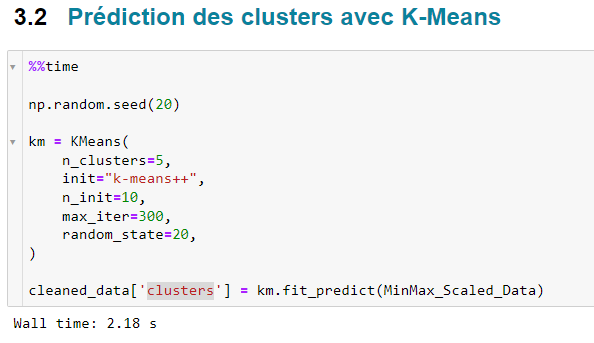 3.2 Prédiction des clusters avec K-Means
%%time
np.random.seed(20)
km = KMeans(
n_clusters=5,
init="k-means++",
n_init=10,
max_iter=300,
random_state=20,
)
cleaned_data['clusters'] = km.fit_predict(MinMax_Scaled_Data)
Wall time: 2.18 s